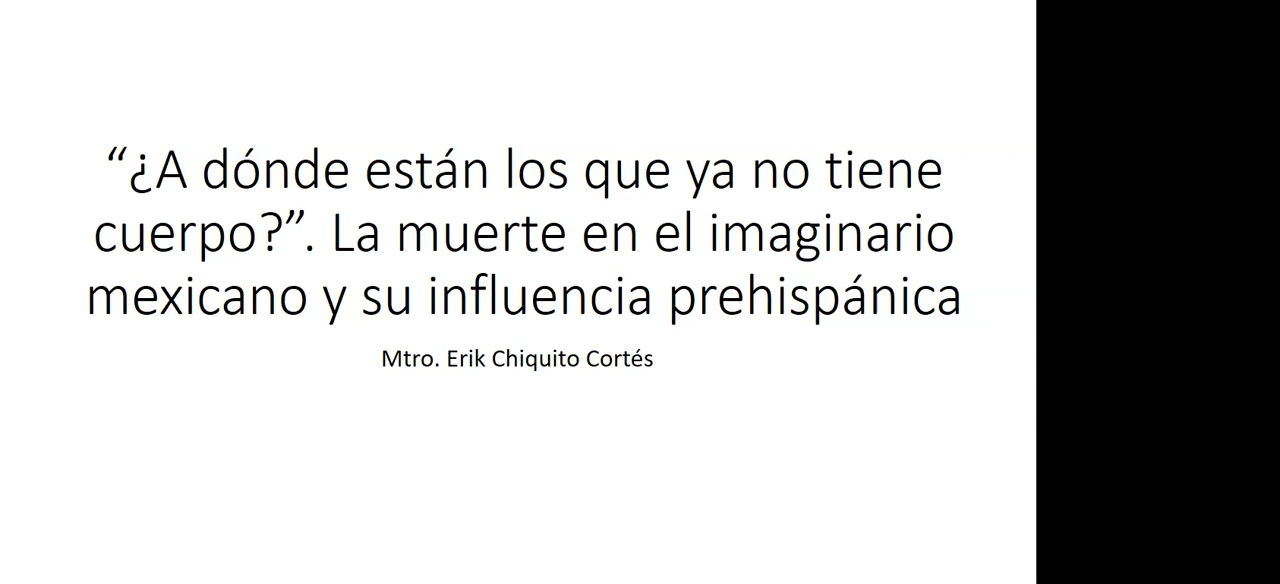 “¿A dónde están los que ya no tiene
cuerpo?”. La muerte en el imaginario
mexicano y su influencia prehispánica
Mtro. Erik Chiquito Cortés